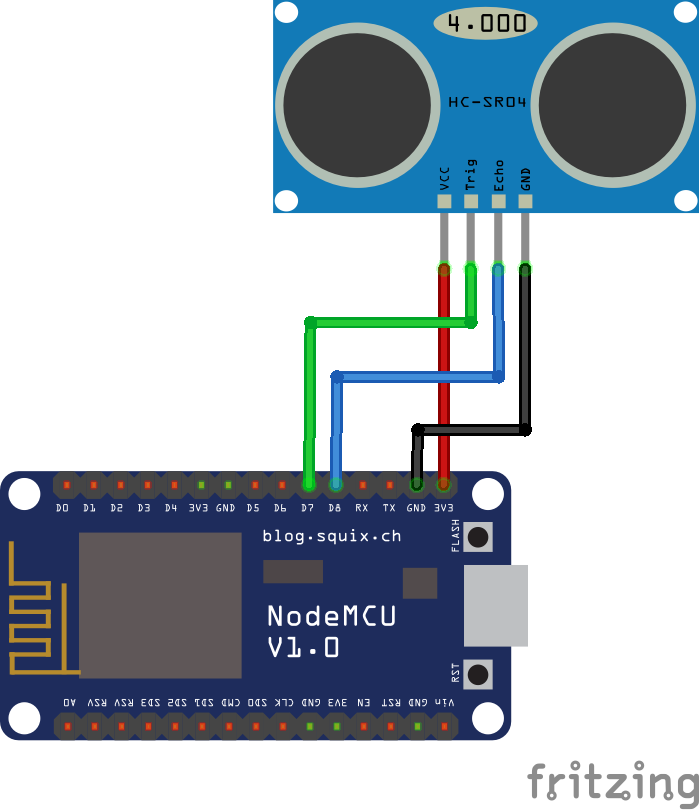 4.000
HC-SR04
VCC Trig Echo GND
D0 D1 D2 D3 D4 3V3 GND D5 D6 D7 D8 RX TX GND 3V3
blog.squix.ch
FLASH
NodeMCU
V1.0
RST
A0 RSV RSV SD3 SD2 SD1 CMD SD0 CLK GND 3V3 EN RST GND Vin
fritzing